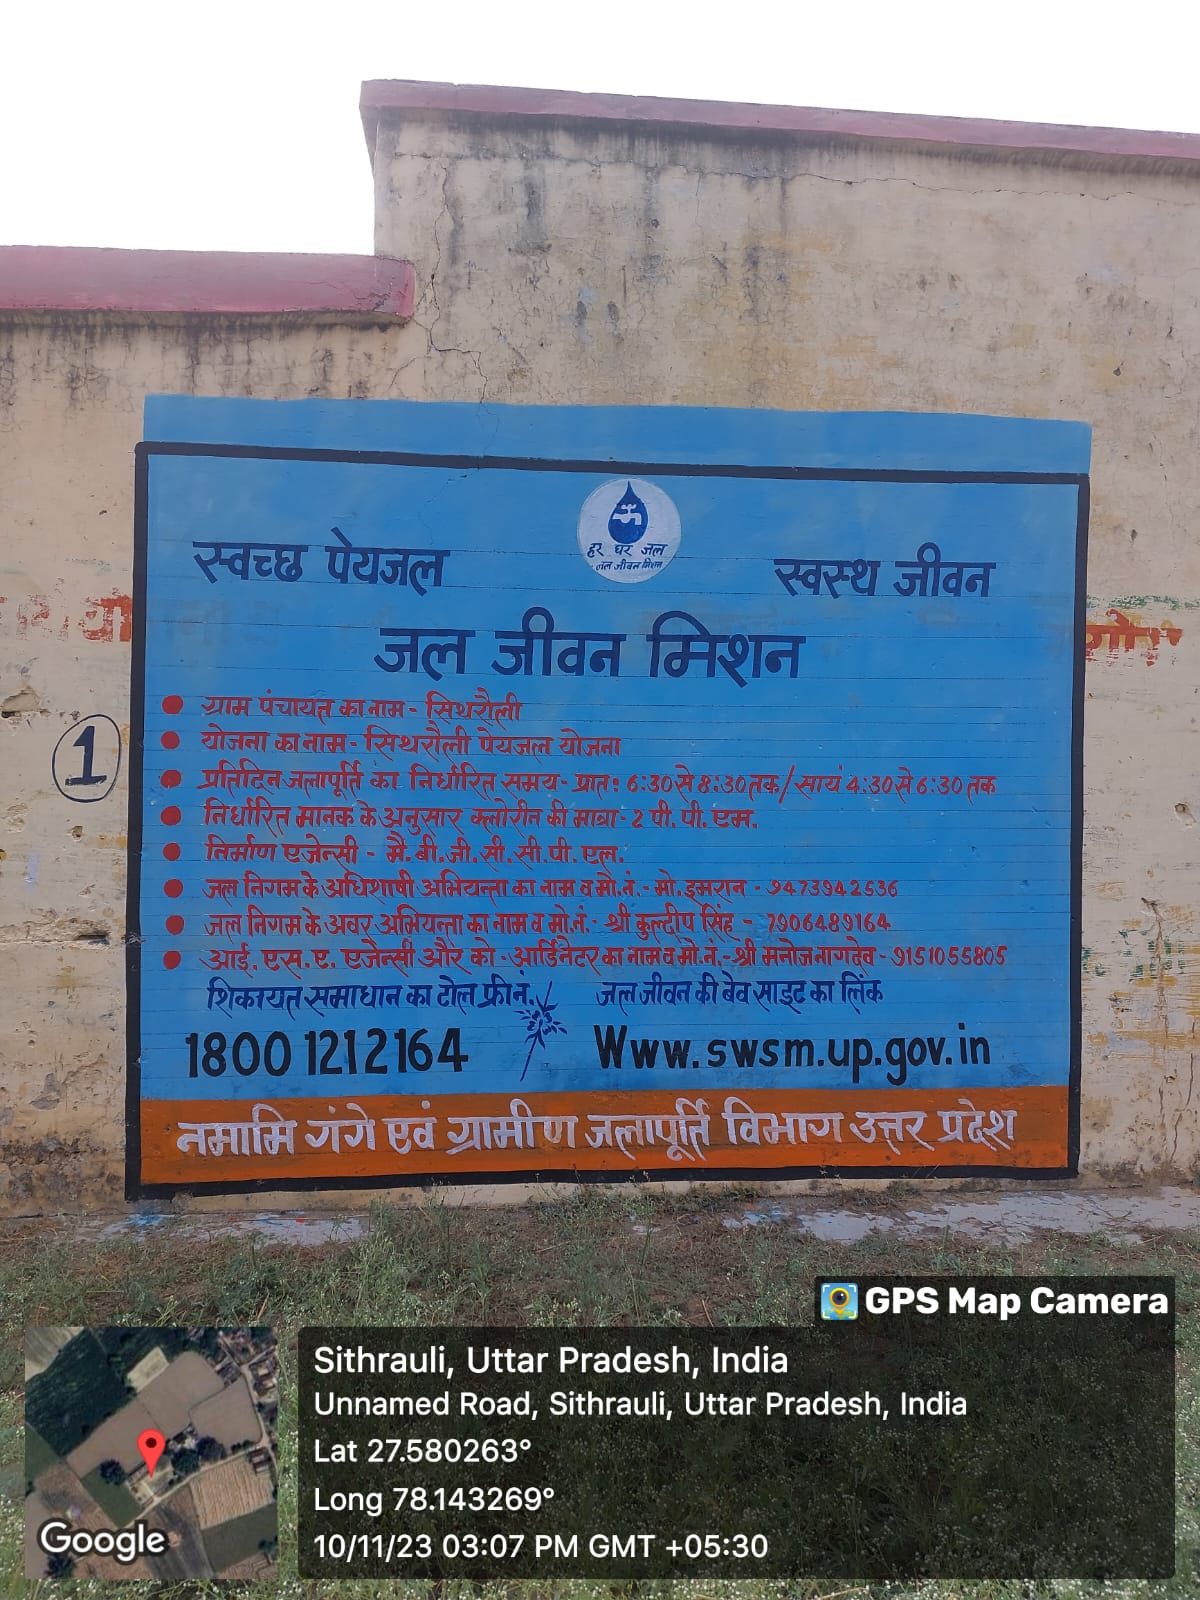 हर घर जल
जल जीवन मिशन
स्वच्छ पेयजल
स्वस्थ जीवन
जल जीवन मिशन
1
• ग्राम पंचायत का नाम - सिथरौली
• योजना का नाम - सिथरौली पेयजल योजना
• प्रतिदिन जलापूर्ति का निर्धारित समय - प्रातः 6:30 से 8:30 तक / सायं 4:30 से 6:30 तक
• निर्धारित मानक के अनुसार क्लोरीन की मात्रा - 2 पी. पी. एम.
• निर्माण एजेन्सी - मै. बी. जी. सी. सी. पी. एल.
• जल निगम के अधिशाषी अभियन्ता का नाम व मो.नं. - मो. इमरान - 9473942536
• जल निगम के अवर अभियन्ता का नाम व मो.नं. - श्री कुल्दीप सिंह - 7906489164
• आई. एस. ए. एजेन्सी और को-आर्डिनेटर का नाम व मो.नं. - श्री मनोज नागदेव - 9151055805
शिकायत समाधान का टोल फ्री नं. जल जीवन की बेव साइट का लिंक
1800 1212164 Www.swsm.up.gov.in
नमामि गंगे एवं ग्रामीण जलापूर्ति विभाग उत्तर प्रदेश
GPS Map Camera
Sithrauli, Uttar Pradesh, India
Unnamed Road, Sithrauli, Uttar Pradesh, India
Lat 27.580263°
Long 78.143269°
10/11/23 03:07 PM GMT +05:30
Google